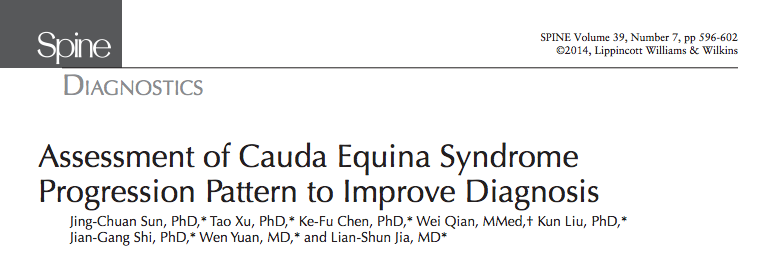 Spine
SPINE Volume 39, Number 7, pp 596-602
©2014, Lippincott Williams & Wilkins
DIAGNOSTICS
Assessment of Cauda Equina Syndrome
Progression Pattern to Improve Diagnosis
Jing-Chuan Sun, PhD,* Tao Xu, PhD,* Ke-Fu Chen, PhD,* Wei Qian, MMed,† Kun Liu, PhD,*
Jian-Gang Shi, PhD,* Wen Yuan, MD,* and Lian-Shun Jia, MD*